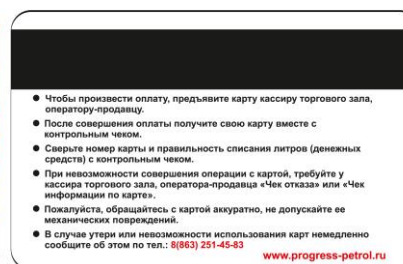 ● Чтобы произвести оплату, предъявите карту кассиру торгового зала,
оператору-продавцу.
● После совершения оплаты получите свою карту вместе с
контрольным чеком.
● Сверьте номер карты и правильность списания литров (денежных
средств) с контрольным чеком.
● При невозможности совершения операции с картой, требуйте у
кассира торгового зала, оператора-продавца «Чек отказа» или «Чек
информации по карте».
● Пожалуйста, обращайтесь с картой аккуратно, не допускайте ее
механических повреждений.
● В случае утери или невозможности использования карт немедленно
сообщите об этом по тел.: 8(863) 251-45-83
www.progress-petrol.ru